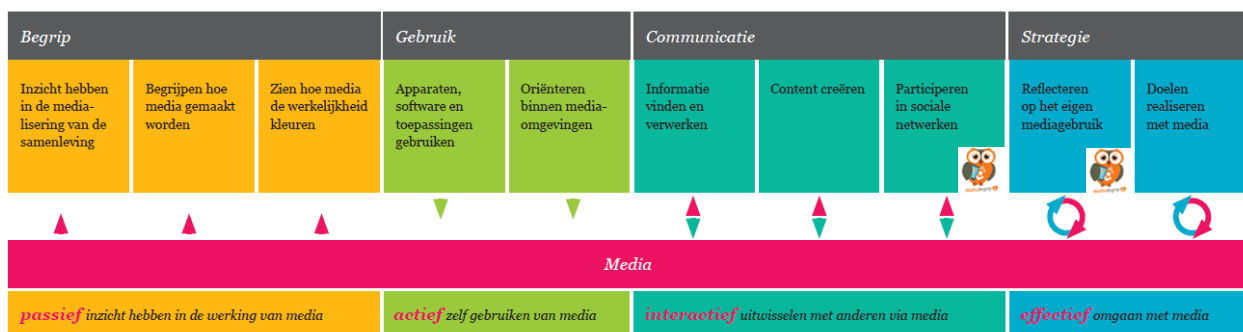 Begrip
Gebruik
Communicatie
Strategie
Inzicht hebben
in de media-
lisering van de
samenleving
Begrijpen hoe
media gemaakt
worden
Zien hoe media
de werkelijkheid
kleuren
Apparaten,
software en
toepassingen
gebruiken
Oriënteren
binnen media-
omgevingen
Informatie
vinden en
verwerken
Content creëren
Participeren
in sociale
netwerken
Reflecteren
op het eigen
mediagebruik
Doelen
realiseren
met media
Media
passief inzicht hebben in de werking van media
actief zelf gebruiken van media
interactief uitwisselen met anderen via media
effectief omgaan met media